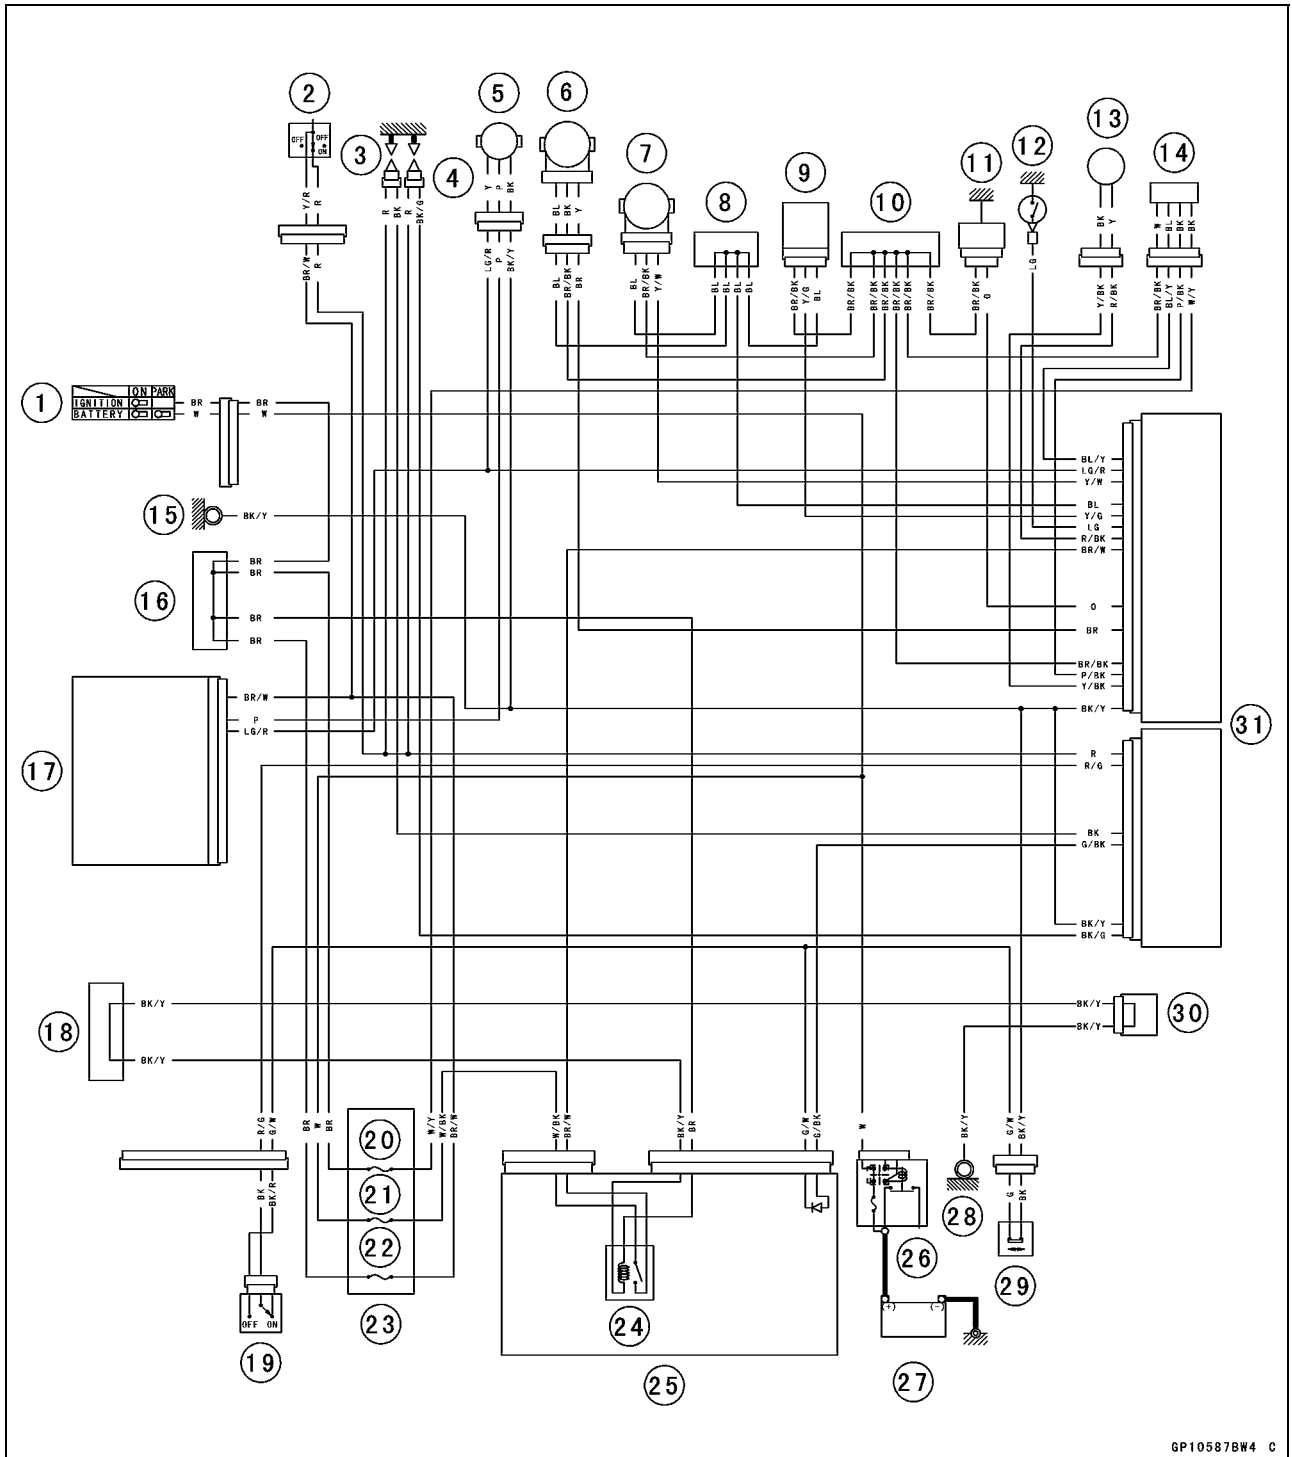 2
5
6
13
3
4
7
8
9
10
11
12
14
OFF
OFF
ON
Y/R
R
R
BK
R
BK/G
Y
P
BK
BL
BK
Y
BK
Y
W
BL
BK
BK
LG
BR/W
R
LG/R
P
BK/Y
BL
BR/BK
BR
BL
BR/BK
Y/W
BL
BL
BL
BL
BR/BK
Y/G
BL
BR/BK
BR/BK
BR/BK
BR/BK
BR/BK
BR/BK
BR/BK
O
Y/BK
R/BK
BR/BK
BL/Y
P/BK
W/Y
1
ON PARK
IGNITION
BATTERY
BR
W
BR
W
BL/Y
LG/R
Y/W
BL
Y/G
LG
R/BK
BR/W
O
BR
BR/BK
P/BK
Y/BK
BK/Y
15
BK/Y
16
BR
BR
BR
BR
17
BR/W
P
LG/R
31
R
R/G
BK
G/BK
BK/Y
BK/G
18
BK/Y
BK/Y
BK/Y
BK/Y
30
R/G
G/W
BR
W
BR
W/Y
W/BK
BR/W
W/BK
BR/W
BK/Y
BR
G/W
G/BK
W
BK/Y
G/W
BK/Y
20
21
22
23
BK
BK/R
OFF ON
19
24
25
26
(+)
(-)
27
28
G
BK
29
GP10587BW4 C